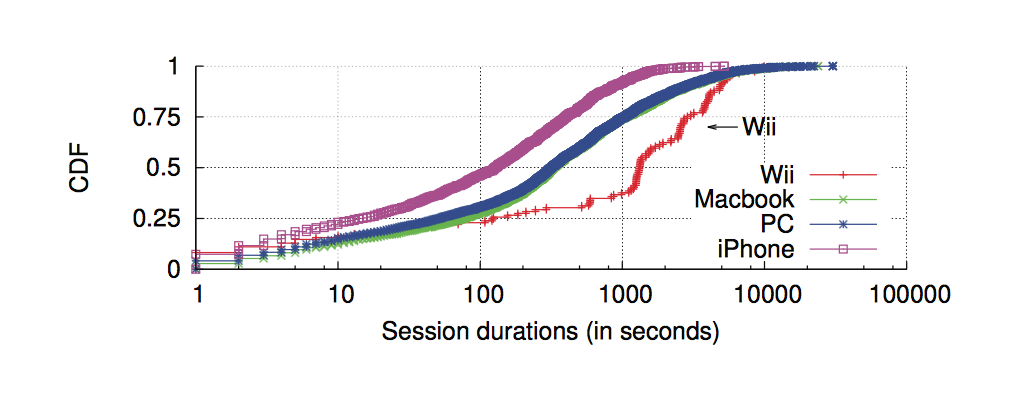 1
0.75
0.5
0.25
0
CDF
Wii
Wii
Macbook
PC
iPhone
1 10 100 1000 10000 100000
Session durations (in seconds)